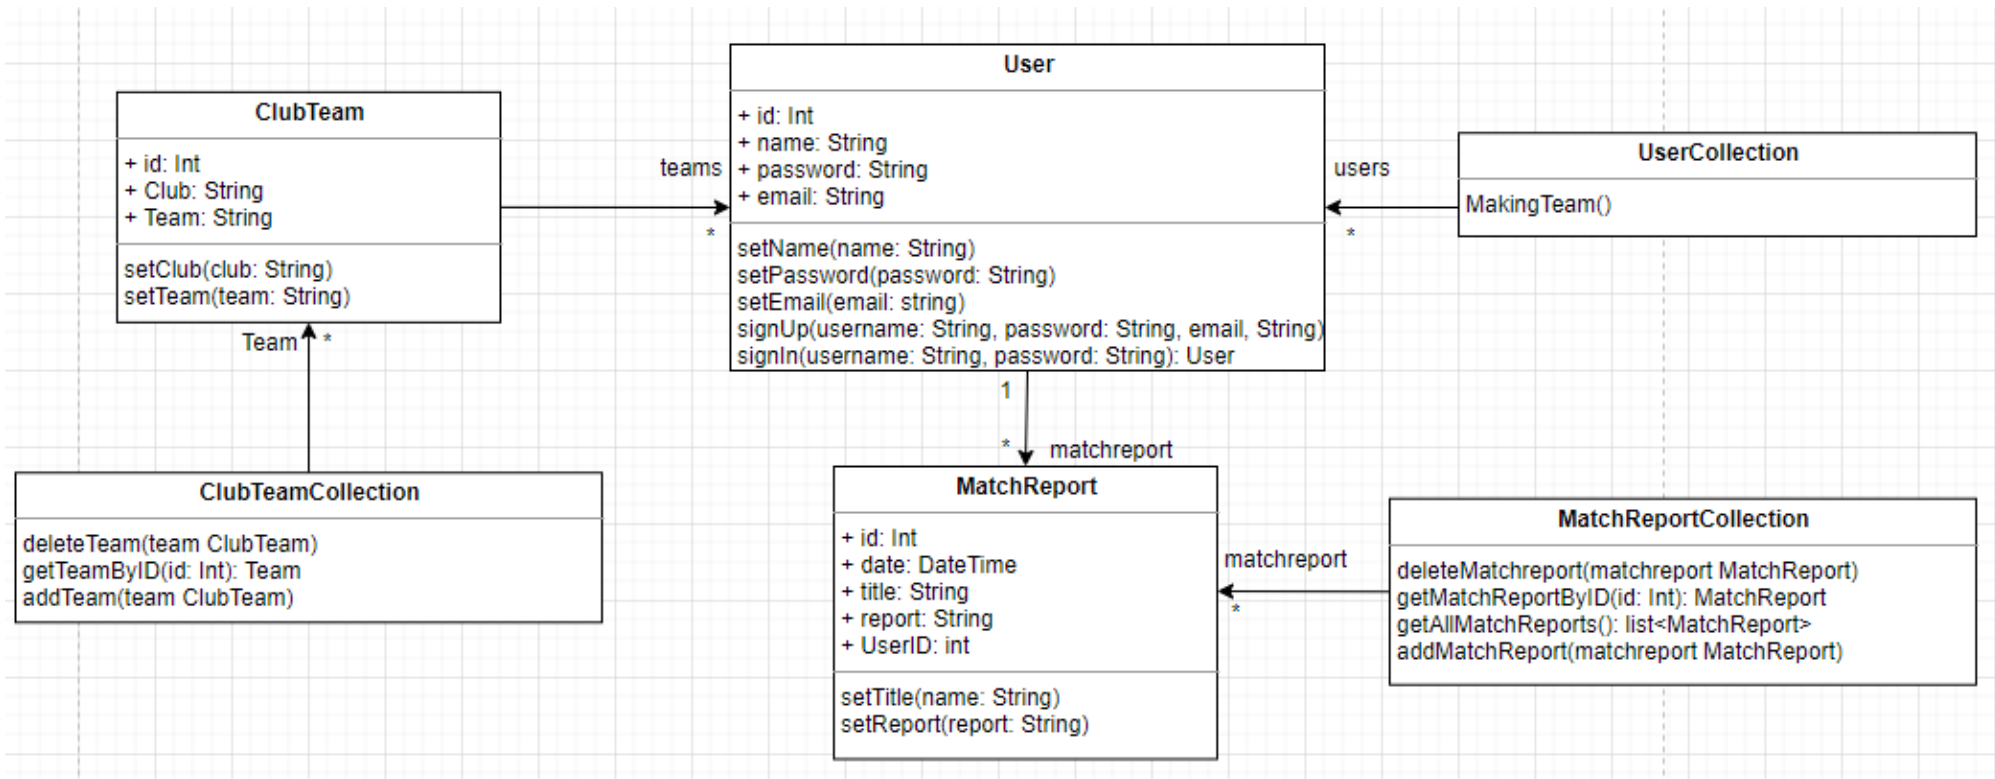 ClubTeam
+ id: Int
+ Club: String
+ Team: String
setClub(club: String)
setTeam(team: String)
teams
*
User
+ id: Int
+ name: String
+ password: String
+ email: String
setName(name: String)
setPassword(password: String)
setEmail(email: string)
signUp(username: String, password: String, email, String)
signIn(username: String, password: String): User
users
*
UserCollection
MakingTeam()
Team
*
ClubTeamCollection
deleteTeam(team ClubTeam)
getTeamByID(id: Int): Team
addTeam(team ClubTeam)
1
*
matchreport
MatchReport
+ id: Int
+ date: DateTime
+ title: String
+ report: String
+ UserID: int
setTitle(name: String)
setReport(report: String)
matchreport
*
MatchReportCollection
deleteMatchreport(matchreport MatchReport)
getMatchReportByID(id: Int): MatchReport
getAllMatchReports(): list<MatchReport>
addMatchReport(matchreport MatchReport)